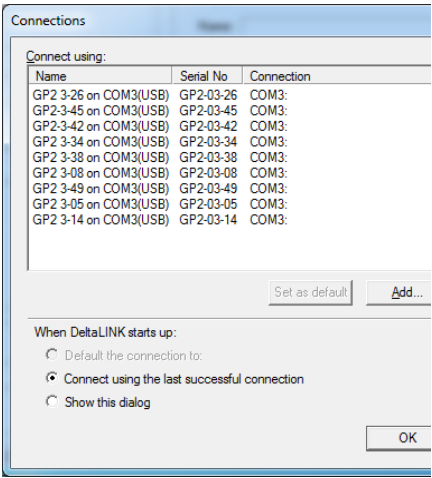 Connections
Connect using:
Name Serial No Connection
GP2 3-26 on COM3(USB) GP2-03-26 COM3:
GP2-3-45 on COM3(USB) GP2-03-45 COM3:
GP2-3-42 on COM3(USB) GP2-03-42 COM3:
GP2 3-34 on COM3(USB) GP2-03-34 COM3:
GP2 3-38 on COM3(USB) GP2-03-38 COM3:
GP2 3-08 on COM3(USB) GP2-03-08 COM3:
GP2 3-49 on COM3(USB) GP2-03-49 COM3:
GP2 3-05 on COM3(USB) GP2-03-05 COM3:
GP2 3-14 on COM3(USB) GP2-03-14 COM3:
Set as default Add...
When DeltaLINK starts up:
Default the connection to:
Connect using the last successful connection
Show this dialog
OK